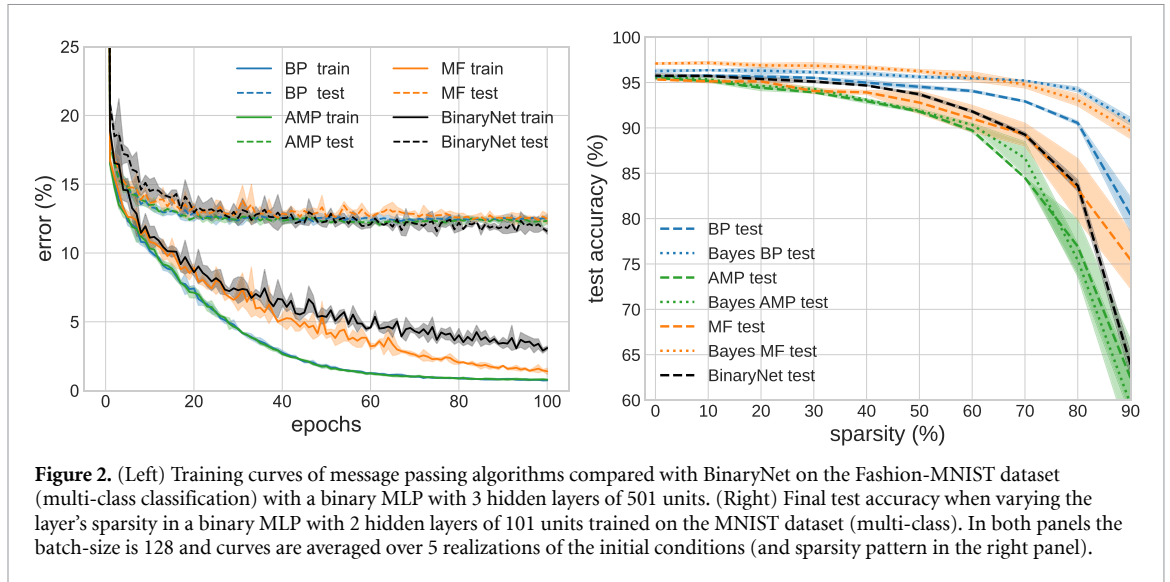 25
20
15
10
5
0
error (%)
0
20
40
60
80
100
epochs
BP train
BP test
AMP train
AMP test
MF train
MF test
BinaryNet train
BinaryNet test
100
95
90
85
80
75
70
65
60
test accuracy (%)
0
10
20
30
40
50
60
70
80
90
sparsity (%)
BP test
Bayes BP test
AMP test
Bayes AMP test
MF test
Bayes MF test
BinaryNet test
Figure 2. (Left) Training curves of message passing algorithms compared with BinaryNet on the Fashion-MNIST dataset
(multi-class classification) with a binary MLP with 3 hidden layers of 501 units. (Right) Final test accuracy when varying the
layer's sparsity in a binary MLP with 2 hidden layers of 101 units trained on the MNIST dataset (multi-class). In both panels the
batch-size is 128 and curves are averaged over 5 realizations of the initial conditions (and sparsity pattern in the right panel).